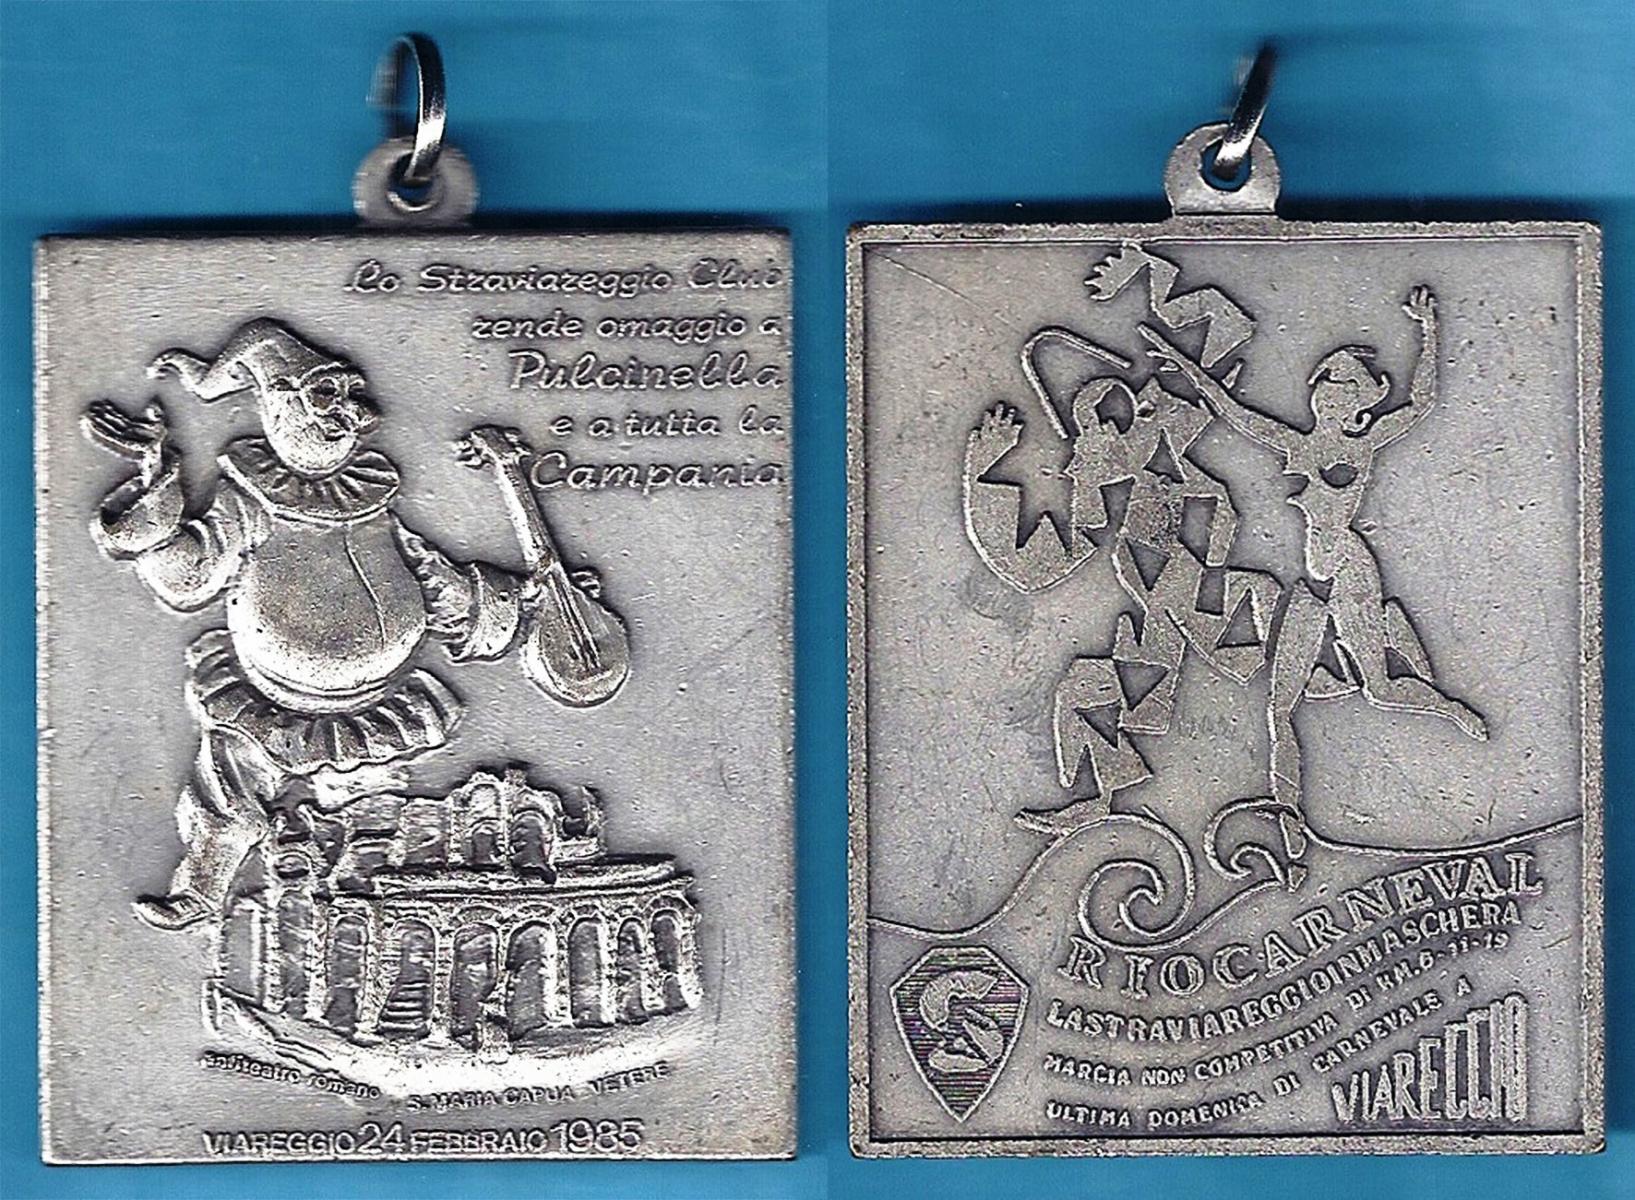 Lo Straviareggio Club
rende omaggio a
Pulcinella
e a tutta la
Campania
anfiteatro romano S. MARIA CAPUA VETERE
VIAREGGIO 24 FEBBRAIO 1985
RIOCARNEVAL
LASTRAVIAREGGIOINMASCHERA
MARCIA NON COMPETITIVA DI KM. 6-11-19
ULTIMA DOMENICA DI CARNEVALE A
VIAREGGIO